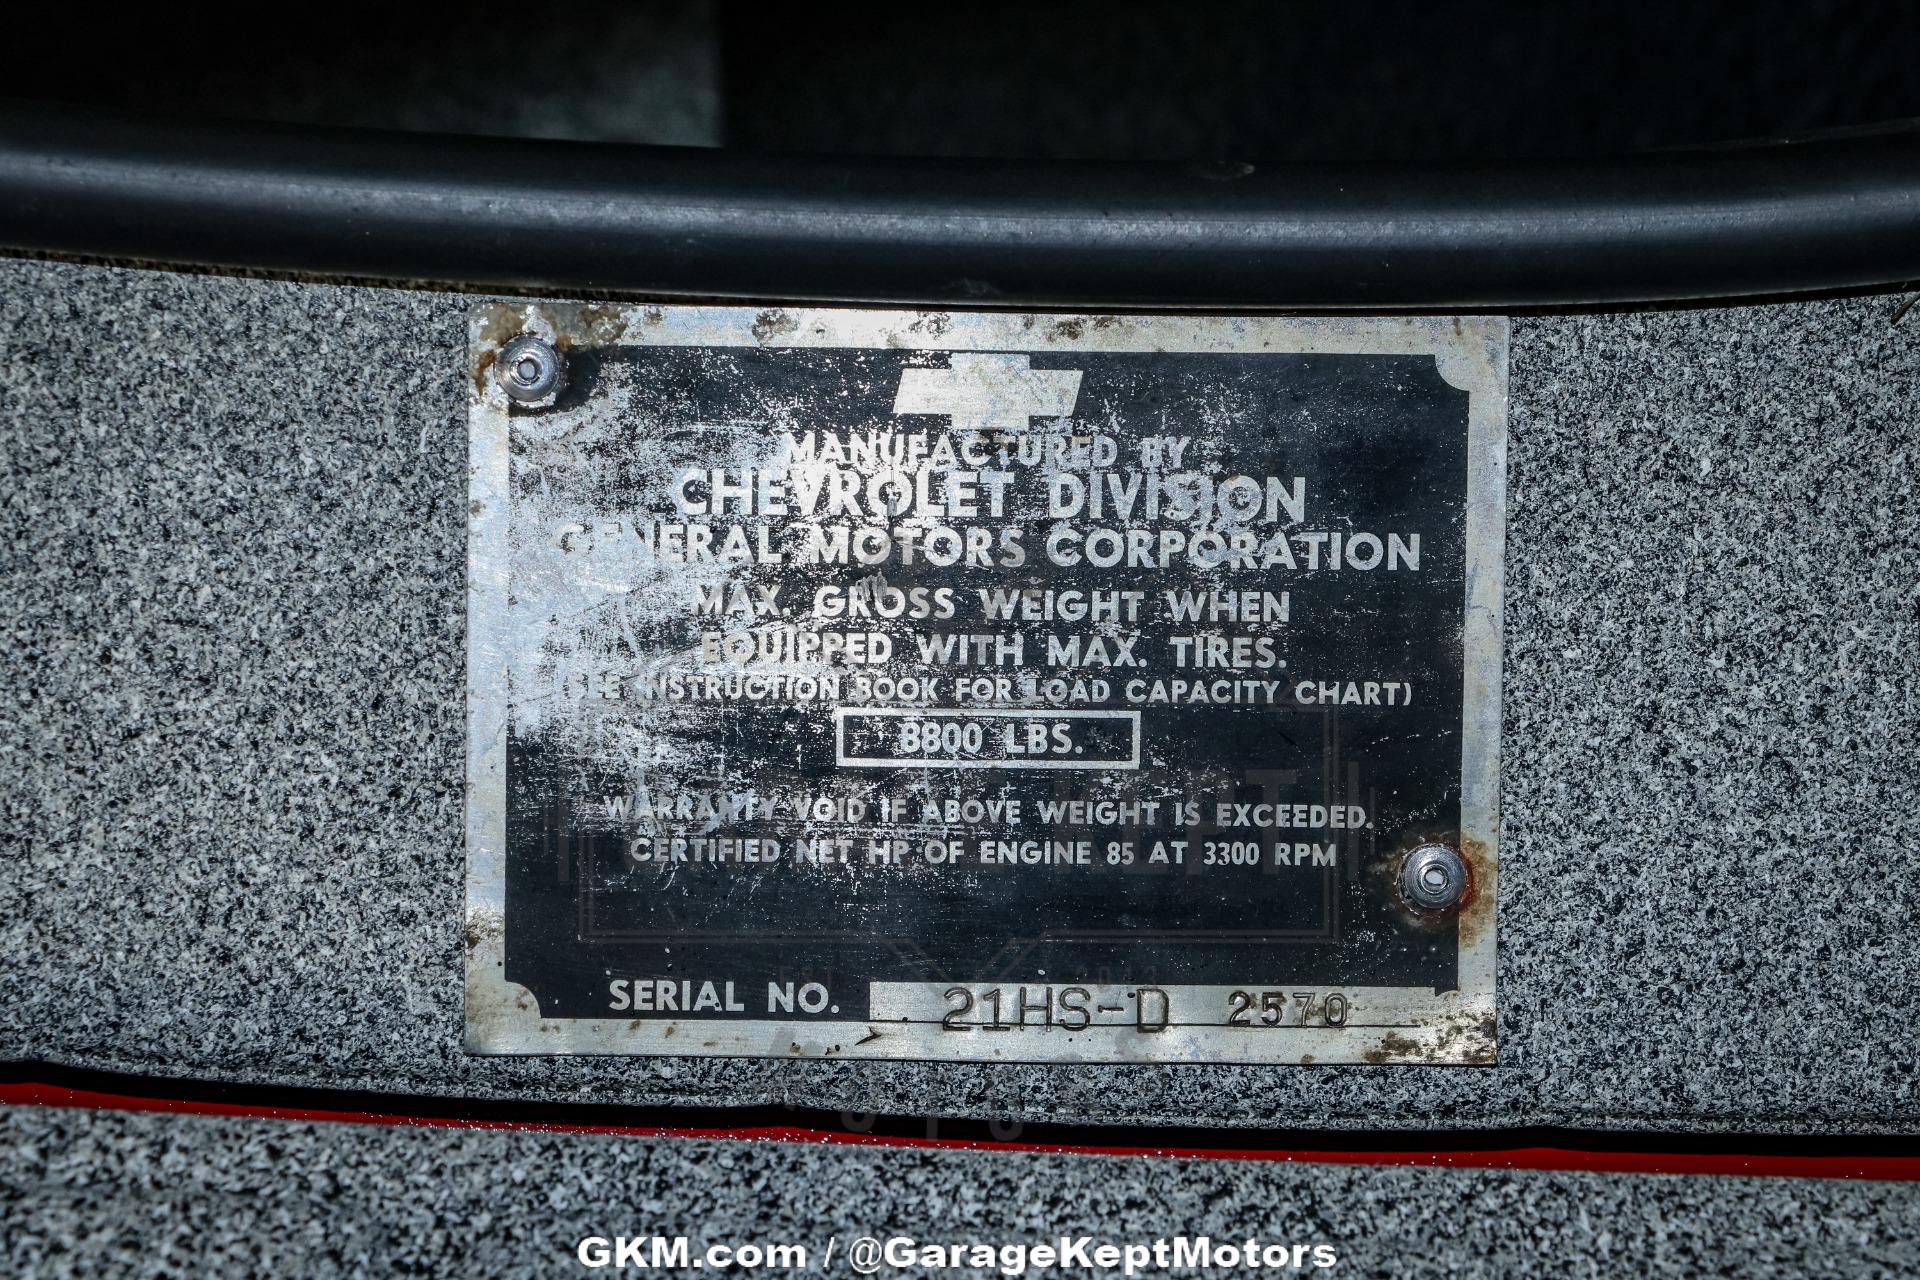 MANUFACTURED BY
CHEVROLET DIVISION
GENERAL MOTORS CORPORATION
MAX. GROSS WEIGHT WHEN
EQUIPPED WITH MAX. TIRES.
(SEE INSTRUCTION BOOK FOR LOAD CAPACITY CHART)
8800 LBS.
WARRANTY VOID IF ABOVE WEIGHT IS EXCEEDED.
CERTIFIED NET HP OF ENGINE 85 AT 3300 RPM
SERIAL NO. 21HS-D 2570
GKM.com / @GarageKeptMotors